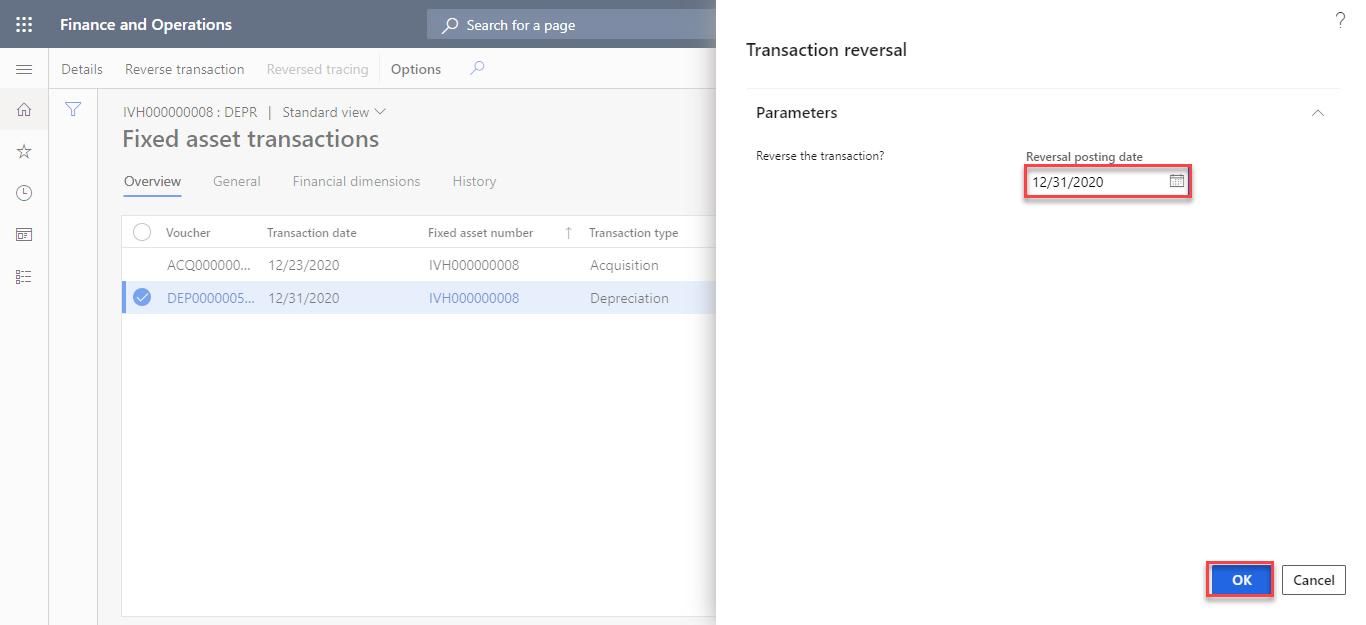 Finance and Operations
Search for a page
?
Transaction reversal
Details Reverse transaction Reversed tracing Options
IVH000000008 : DEPR | Standard view
Parameters
Fixed asset transactions
Reverse the transaction? Reversal posting date
12/31/2020
Overview General Financial dimensions History
Voucher Transaction date Fixed asset number ↑ Transaction type
ACQ000000... 12/23/2020 IVH000000008 Acquisition
DEP0000005... 12/31/2020 IVH000000008 Depreciation
OK Cancel